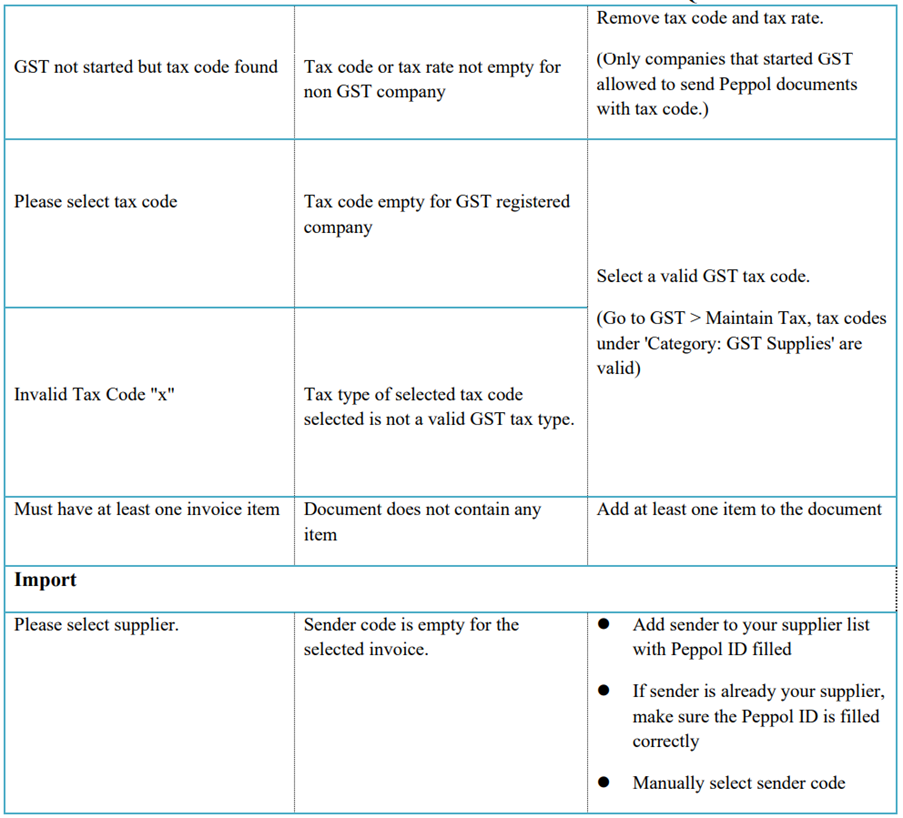 Remove tax code and tax rate.
GST not started but tax code found
Tax code or tax rate not empty for
non GST company
(Only companies that started GST
allowed to send Peppol documents
with tax code.)
Please select tax code
Tax code empty for GST registered
company
Select a valid GST tax code.
(Go to GST > Maintain Tax, tax codes
under 'Category: GST Supplies' are
valid)
Invalid Tax Code "x"
Tax type of selected tax code
selected is not a valid GST tax type.
Must have at least one invoice item
Document does not contain any
item
Add at least one item to the document
Import
Please select supplier.
Sender code is empty for the
selected invoice.
● Add sender to your supplier list
with Peppol ID filled
● If sender is already your supplier,
make sure the Peppol ID is filled
correctly
● Manually select sender code